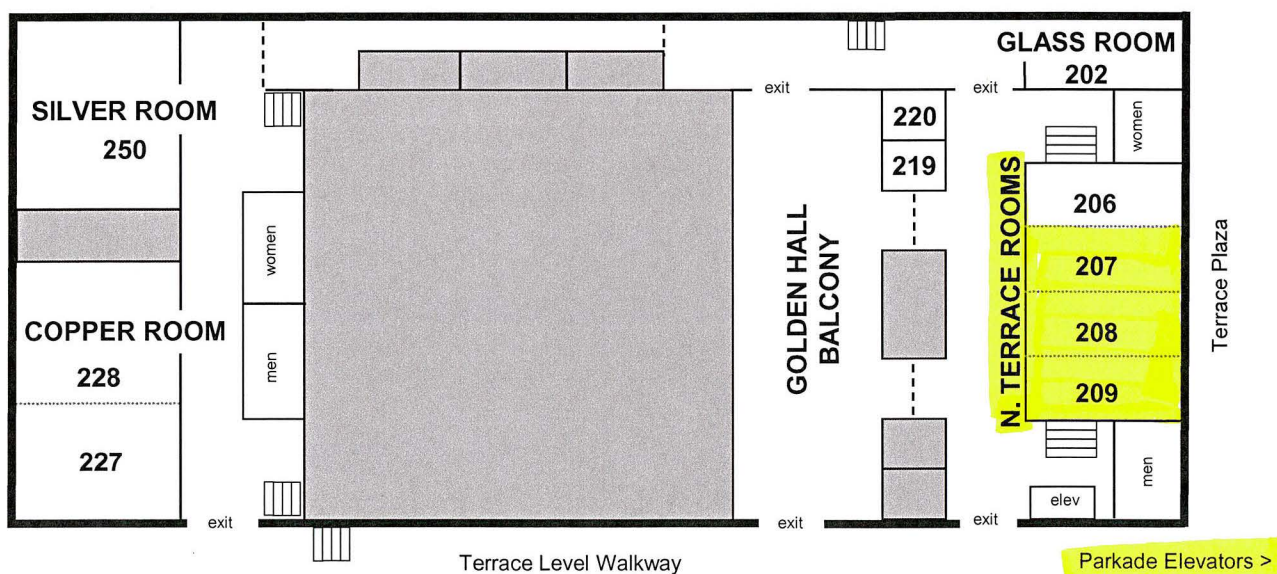 GLASS ROOM
202
SILVER ROOM
250
exit
exit
220
219
women
women
N. TERRACE ROOMS
206
207
208
209
GOLDEN HALL
BALCONY
Terrace Plaza
COPPER ROOM
228
227
men
men
elev
exit
exit
exit
Terrace Level Walkway
Parkade Elevators >